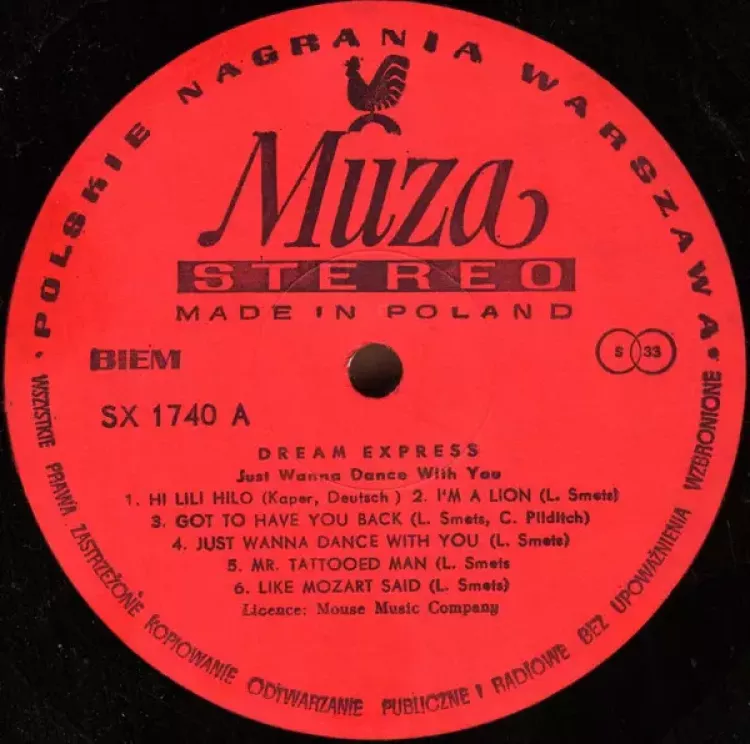 • POLSKIE NAGRANIA WARSZAWA •
Muza
STEREO
MADE IN POLAND
BIEM
S 33
SX 1740 A
DREAM EXPRESS
Just Wanna Dance With You
1. HI LILI HILO (Kaper, Deutsch ) 2. I'M A LION (L. Smets)
3. GOT TO HAVE YOU BACK (L. Smets, C. Pilditch)
4. JUST WANNA DANCE WITH YOU (L. Smets)
5. MR. TATTOOED MAN (L. Smets
6. LIKE MOZART SAID (L. Smets)
Licence: Mouse Music Company
WSZYSTKIE PRAWA ZASTRZEŻONE KOPIOWANIE ODTWARZANIE PUBLICZNE I RADIOWE BEZ UPOWAŻNIENIA WZBRONIONE